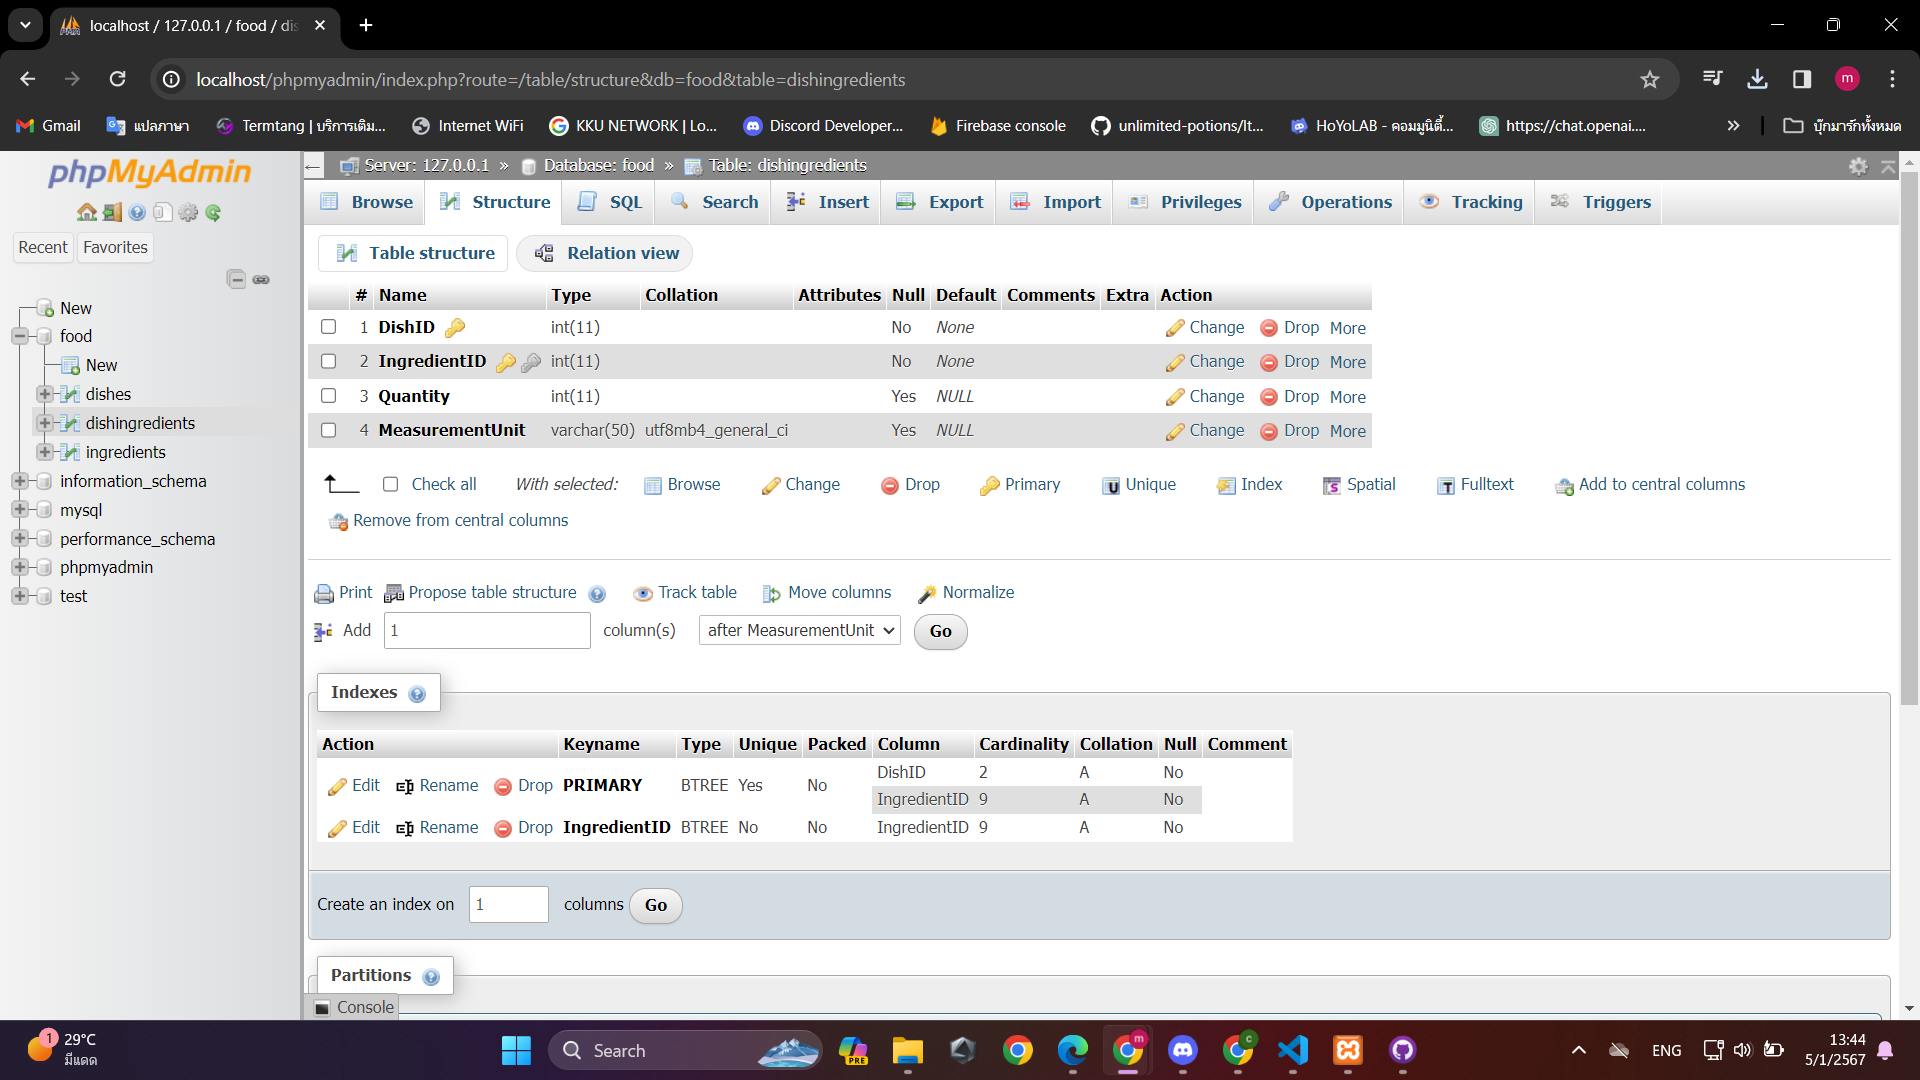 localhost / 127.0.0.1 / food / dis
localhost/phpmyadmin/index.php?route=/table/structure&db=food&table=dishingredients
m
Gmail
แปลภาษา
Termtang | บริการเติม...
Internet WiFi
KKU NETWORK | Lo...
Discord Developer...
Firebase console
unlimited-potions/It...
HoYoLAB - คอมมูนิตี้...
https://chat.openai....
»
บุ๊กมาร์กทั้งหมด
phpMyAdmin
Recent
Favorites
New
food
New
dishes
dishingredients
ingredients
information_schema
mysql
performance_schema
phpmyadmin
test
Server: 127.0.0.1 » Database: food » Table: dishingredients
Browse Structure SQL Search Insert Export Import Privileges Operations Tracking Triggers
Table structure Relation view
# Name Type Collation Attributes Null Default Comments Extra Action
1 DishID int(11) No None Change Drop More
2 IngredientID int(11) No None Change Drop More
3 Quantity int(11) Yes NULL Change Drop More
4 MeasurementUnit varchar(50) utf8mb4_general_ci Yes NULL Change Drop More
Check all With selected: Browse Change Drop Primary Unique Index Spatial Fulltext Add to central columns
Remove from central columns
Print Propose table structure Track table Move columns Normalize
Add 1 column(s) after MeasurementUnit Go
Indexes
Action Keyname Type Unique Packed Column Cardinality Collation Null Comment
Edit Rename Drop PRIMARY BTREE Yes No DishID 2 A No
IngredientID 9 A No
Edit Rename Drop IngredientID BTREE No No IngredientID 9 A No
Create an index on 1 columns Go
Partitions
Console
1
29°C
มีแดด
Search
PRE
m
c
ENG
13:44
5/1/2567